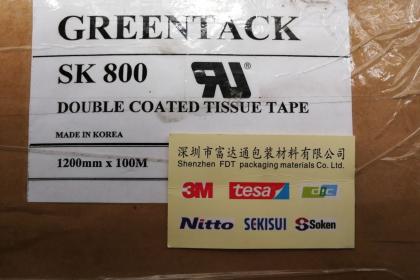 GREENTACK
SK 800
DOUBLE COATED TISSUE TAPE
MADE IN KOREA
1200mm x 100M
深圳市富达通包装材料有限公司
Shenzhen FDT packaging materials Co. Ltd.
3M tesa dic
Nitto SEKISUI Soken